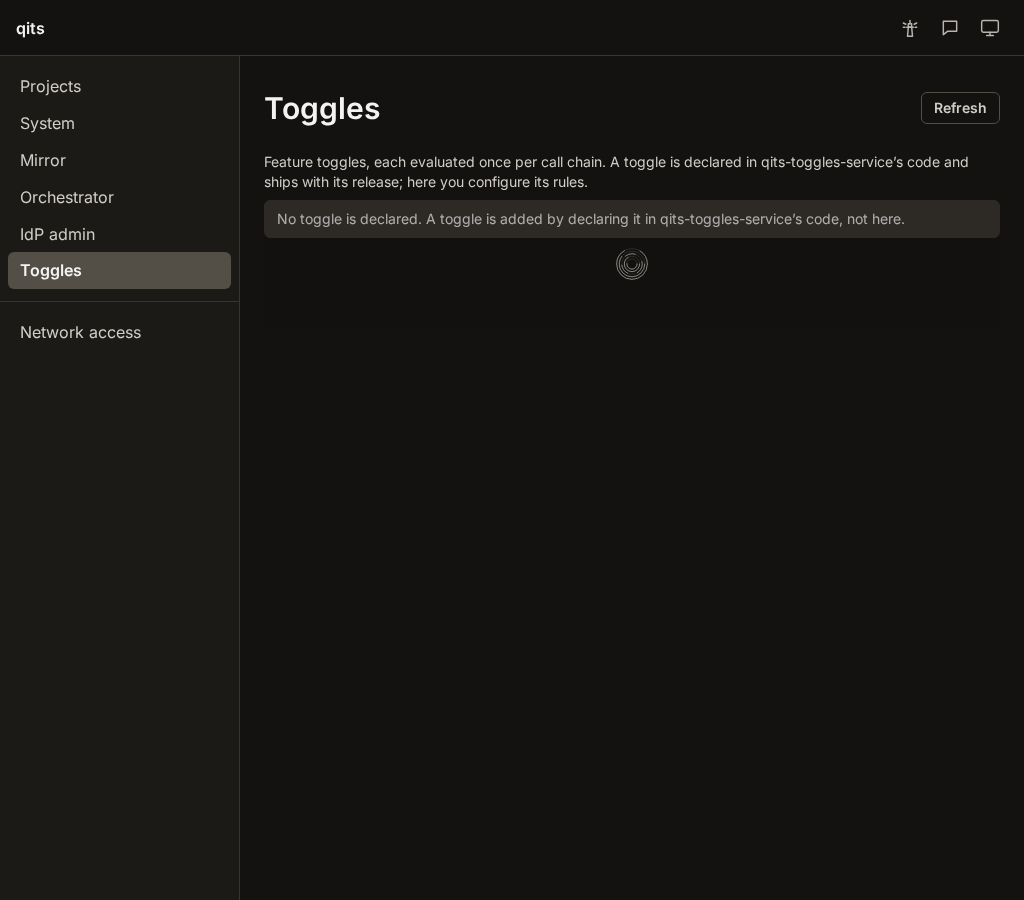 qits
Projects
System
Mirror
Orchestrator
IdP admin
Toggles
Network access
Toggles
Refresh
Feature toggles, each evaluated once per call chain. A toggle is declared in qits-toggles-service’s code and
ships with its release; here you configure its rules.
No toggle is declared. A toggle is added by declaring it in qits-toggles-service’s code, not here.